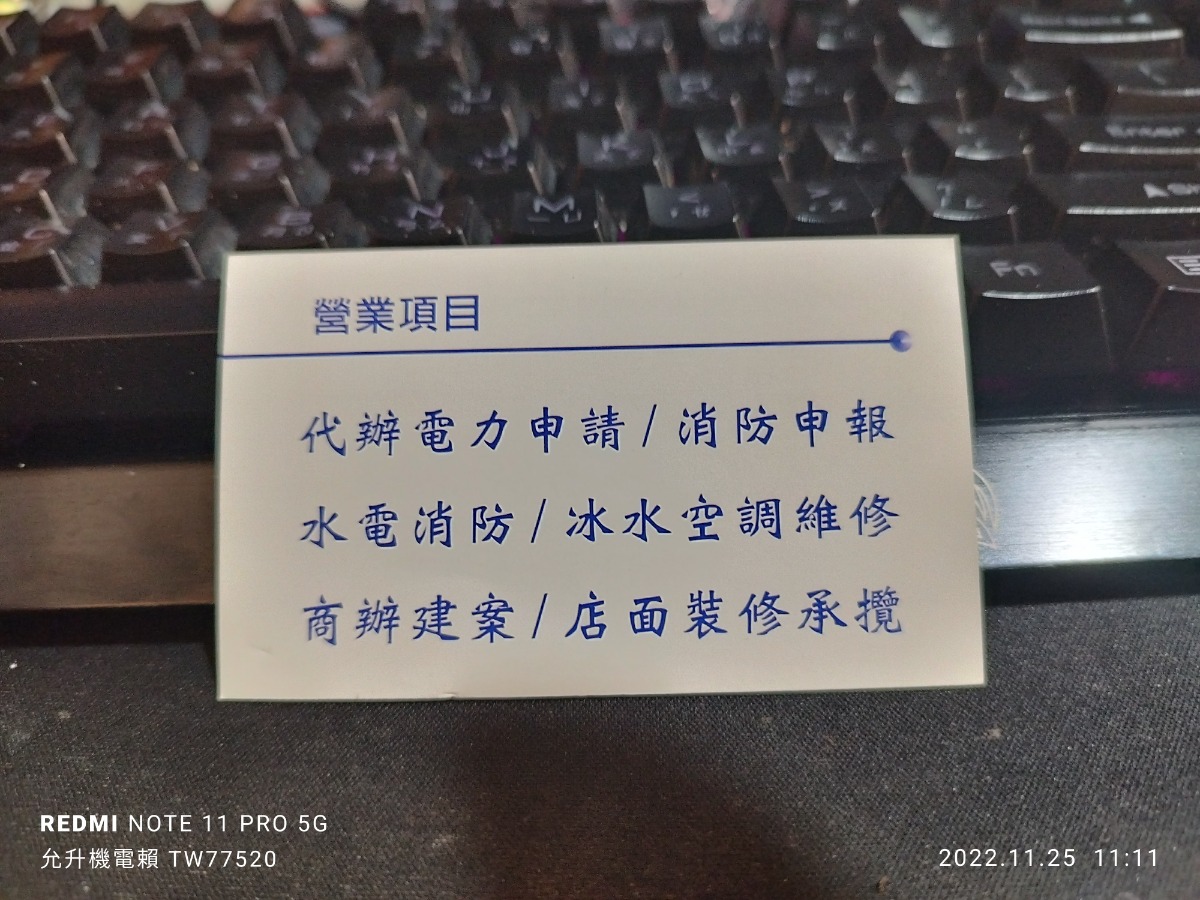 營業項目
代辦電力申請/消防申報
水電消防/冰水空調維修
商辦建案/店面裝修承攬
Enter
N
M
Fn
REDMI NOTE 11 PRO 5G
允升機電賴 TW77520
2022.11.25 11:11